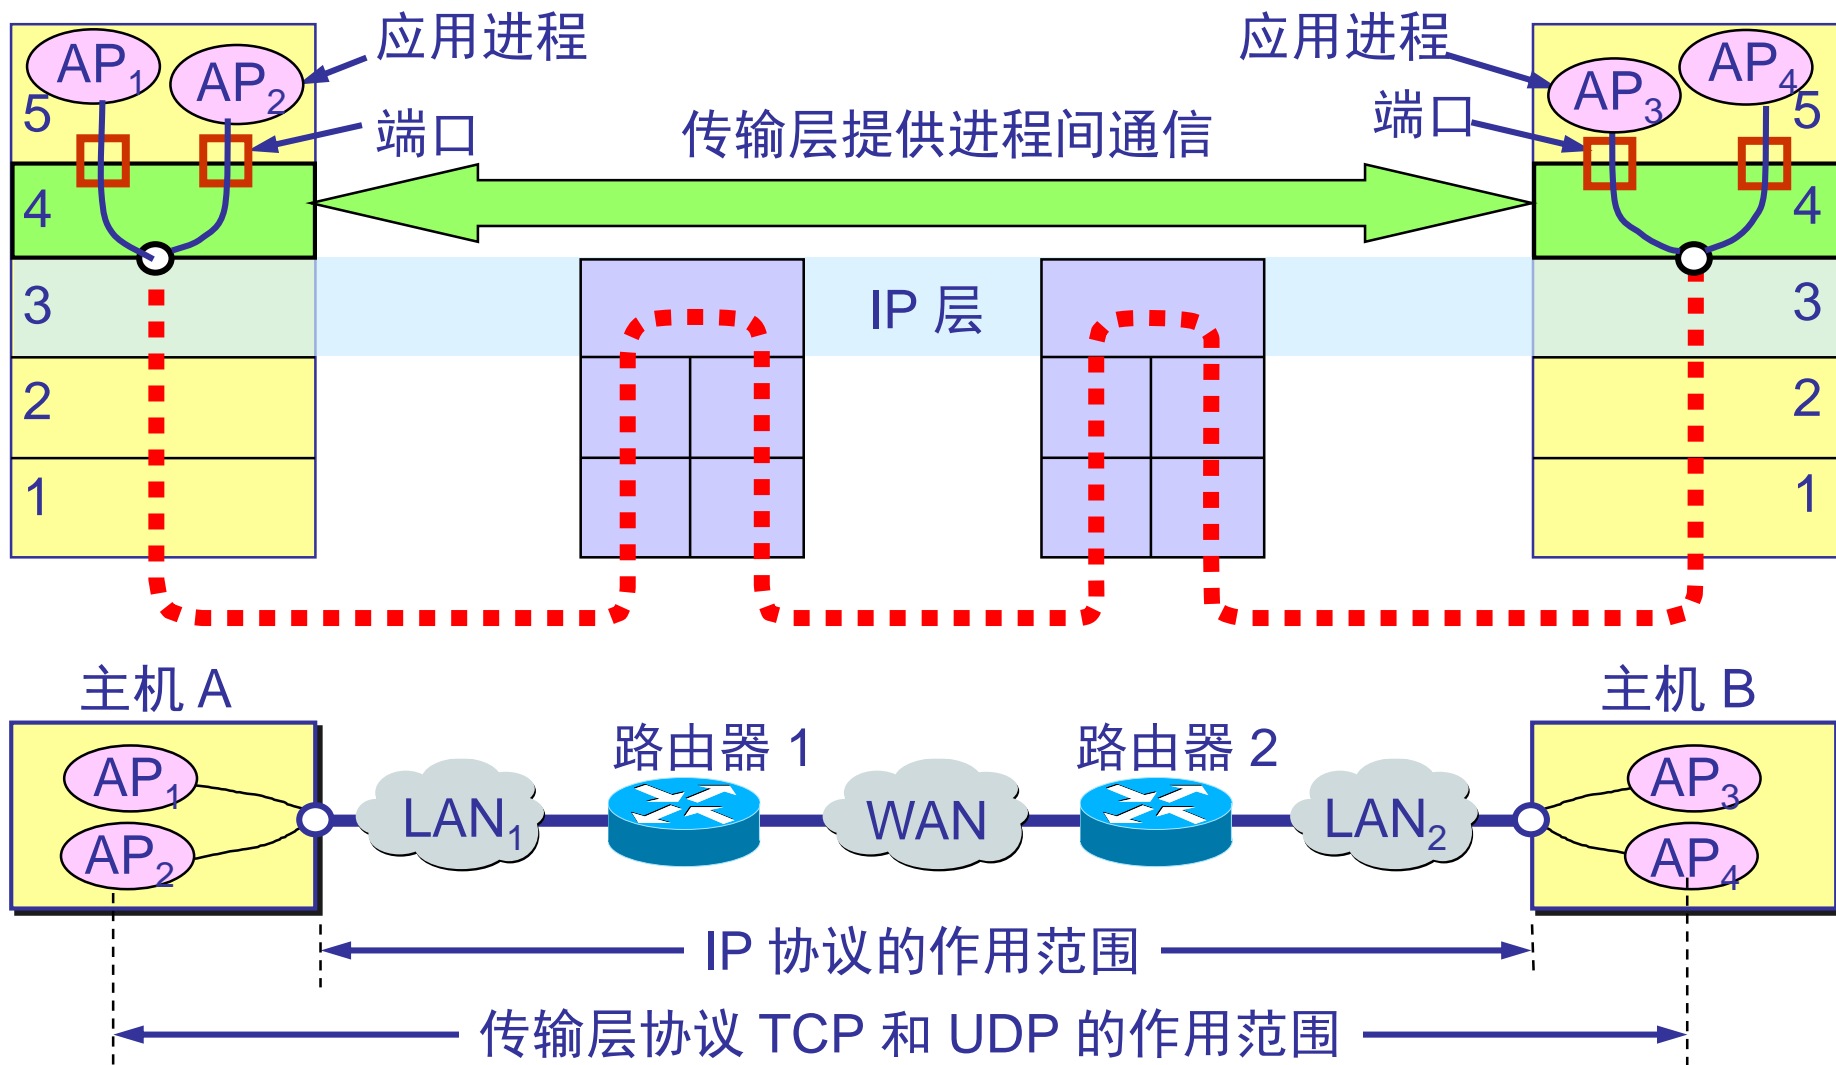 AP1
AP2
应用进程
应用进程
AP3
AP4
5
端口
传输层提供进程间通信
端口
5
4
4
3
IP 层
3
2
2
1
1
主机 A
主机 B
路由器 1
路由器 2
AP1
LAN1
WAN
LAN2
AP3
AP2
AP4
IP 协议的作用范围
传输层协议 TCP 和 UDP 的作用范围